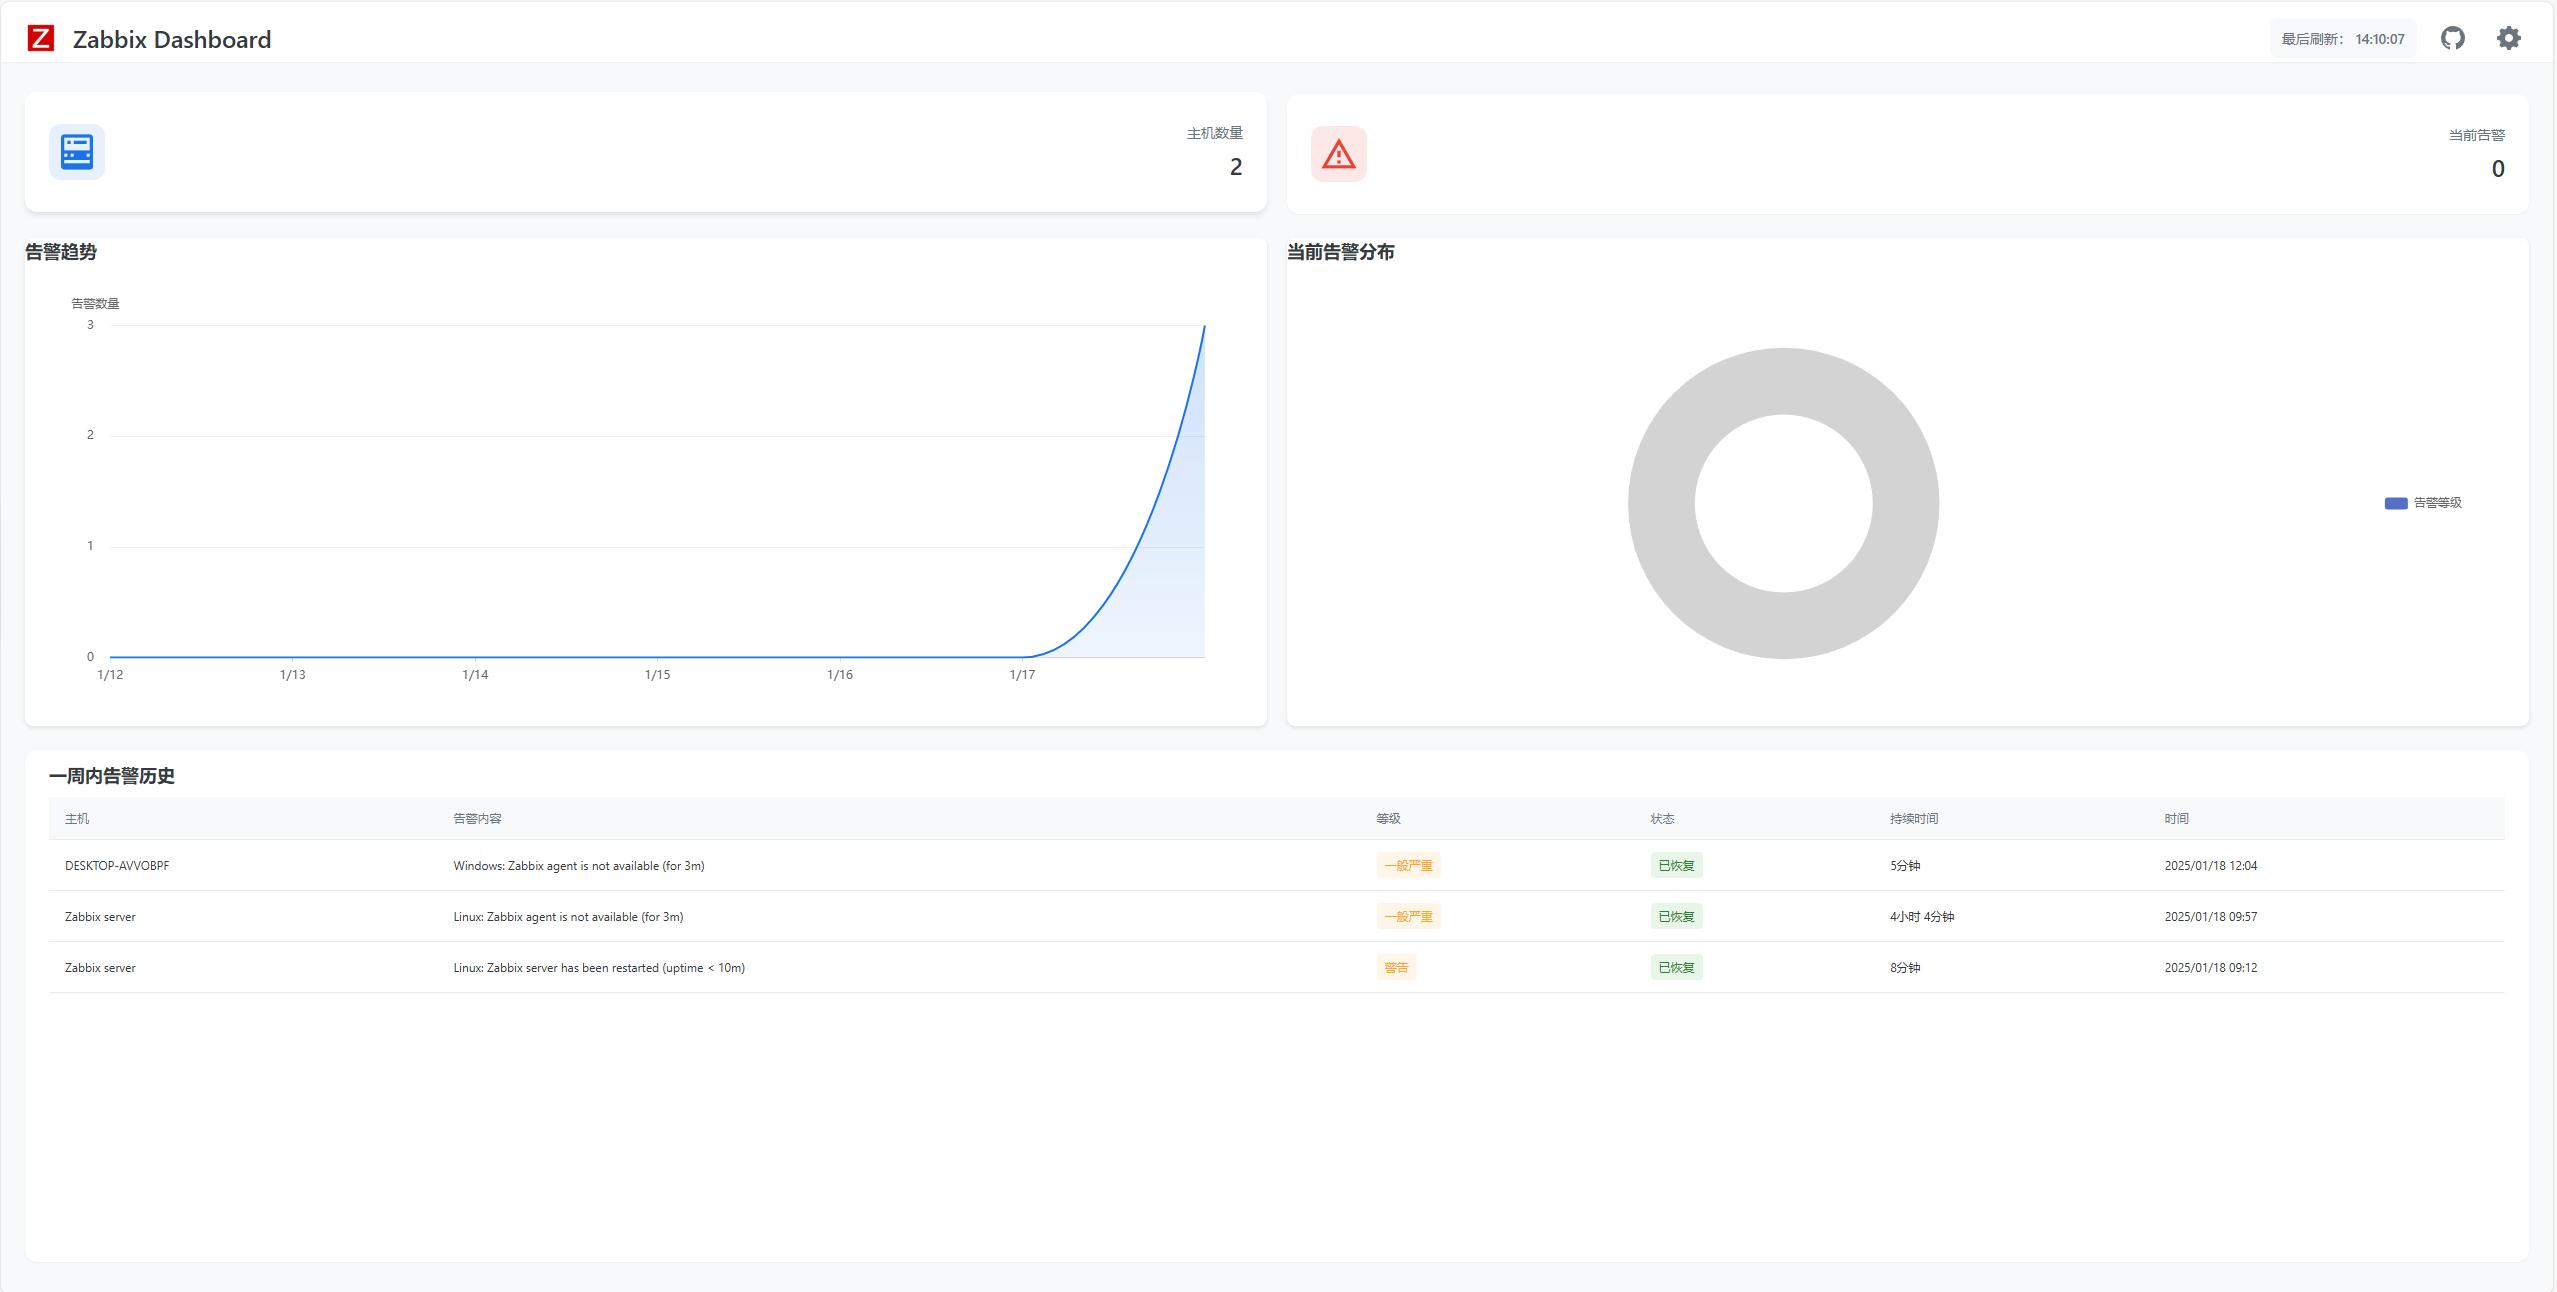 Z Zabbix Dashboard
最后刷新: 14:10:07
主机数量
2
当前告警
0
告警趋势
告警数量
3
2
1
0
1/12 1/13 1/14 1/15 1/16 1/17
当前告警分布
告警等级
一周内告警历史
主机 告警内容 等级 状态 持续时间 时间
DESKTOP-AVVOBPF Windows: Zabbix agent is not available (for 3m) 一般严重 已恢复 5分钟 2025/01/18 12:04
Zabbix server Linux: Zabbix agent is not available (for 3m) 一般严重 已恢复 4小时 4分钟 2025/01/18 09:57
Zabbix server Linux: Zabbix server has been restarted (uptime < 10m) 警告 已恢复 8分钟 2025/01/18 09:12